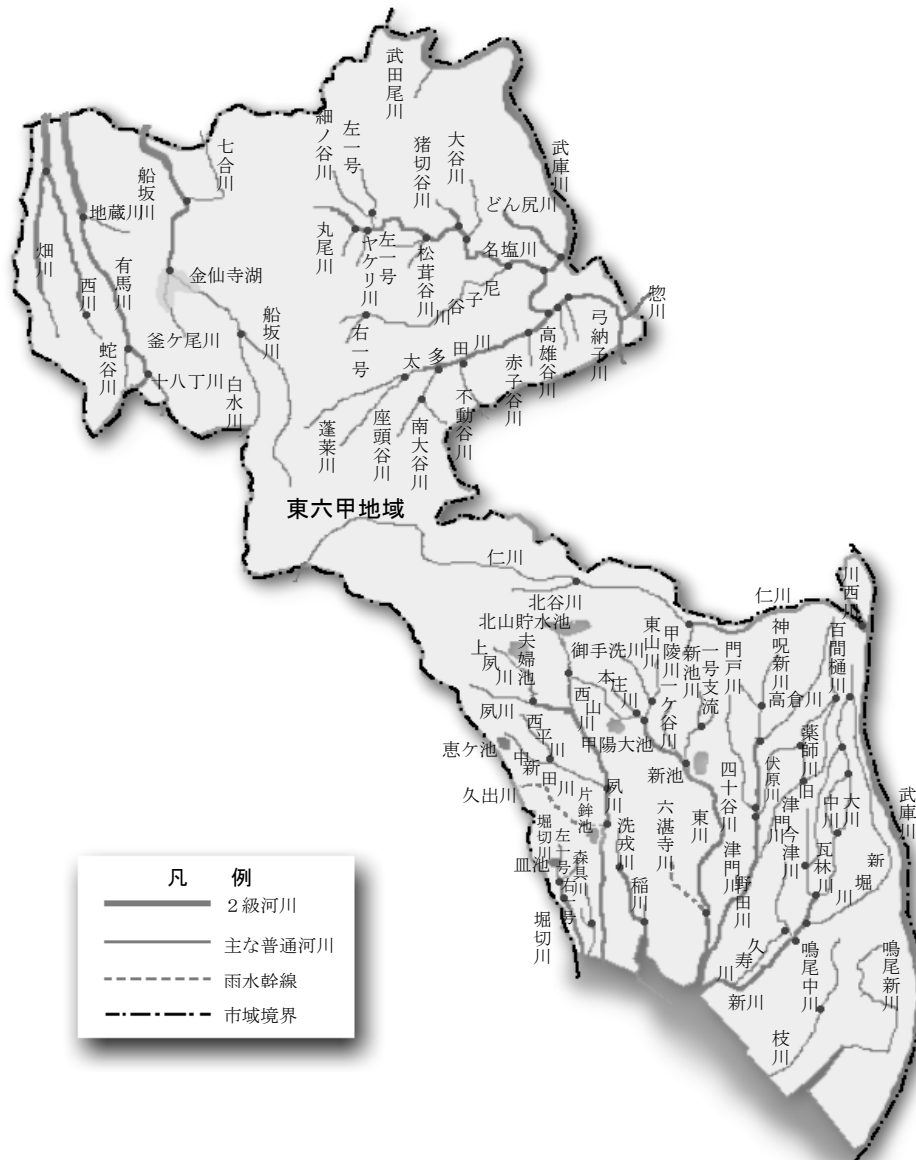 武田尾川
細ノ谷川
左一号
猪切谷川
大谷川
武庫川
どん尻川
七合川
船坂川
地蔵川
畑川
西川
有馬川
金仙寺湖
釜ケ尾川
船坂川
蛇谷川
十八丁川
白水川
丸尾川
ヤケリ川
左一号
松茸谷川
名塩川
尼子谷川
右一号
惣川
弓納子川
高雄谷川
赤子谷川
太多田川
不動谷川
南大谷川
座頭谷川
蓬莱川
東六甲地域
仁川
仁川
川西川
北谷川
北山貯水池
夫婦池
上夙川
夙川
御手洗川
東山川
甲陵川
新池川
一号支流
門戸川
神呪新川
百間樋川
高倉川
本庄川
西山川
一ケ谷川
甲陽大池
新池
恵ケ池
西平川
中新田川
久出川
片鉾池
夙川
洗戎川
六湛寺川
東川
四十谷川
伏原川
薬師川
旧津門川
津門川
今津川
中川
大川
武庫川
瓦林川
新堀川
野田川
堀切川
左一号
右一号
森具川
皿池
堀切川
稲川
久寿川
新川
鳴尾中川
鳴尾新川
枝川
凡　例
２級河川
主な普通河川
雨水幹線
市域境界